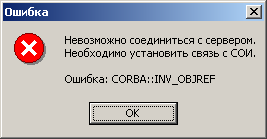 Ошибка
Невозможно соединиться с сервером.
Необходимо установить связь с СОИ.
Ошибка: CORBA::INV_OBJREF
OK